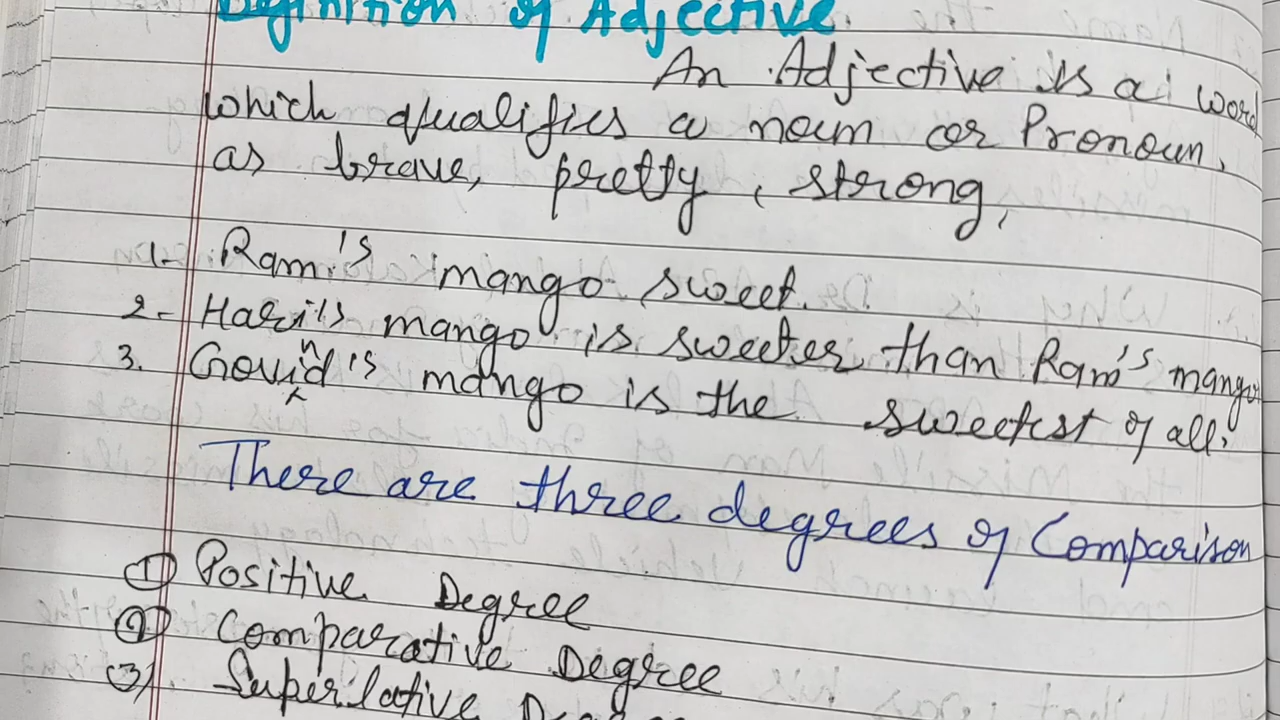 Definition of Adjective
An Adjective is a word
which qualifies a noun or Pronoun,
as brave, pretty, strong,
1. Ram's mango sweet.
2. Hari's mango is sweeter than Ram's mango
3. Govind's mango is the sweetest of all.
There are three degrees of Comparison
① Positive Degree
② Comparative Degree
③ Superlative Degree